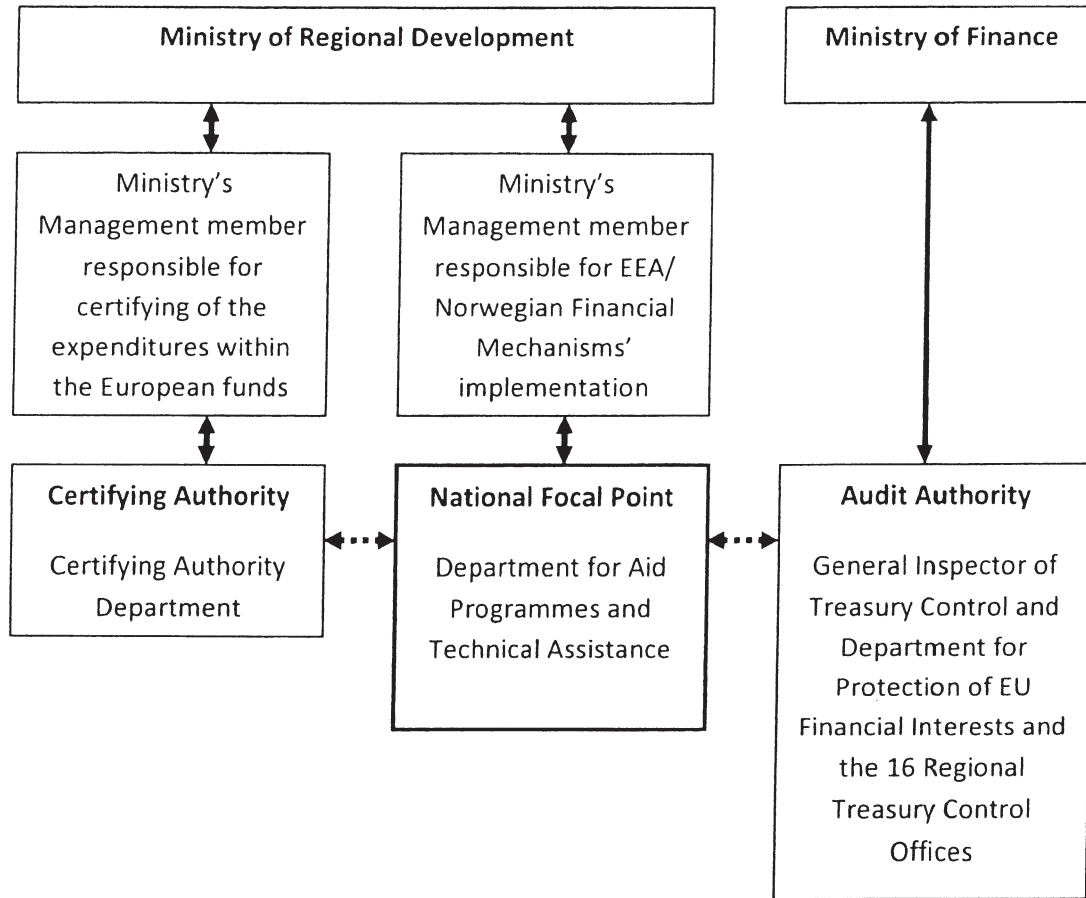 Ministry of Regional Development
Ministry of Finance
Ministry's
Management member
responsible for
certifying of the
expenditures within
the European funds
Ministry's
Management member
responsible for EEA/
Norwegian Financial
Mechanisms'
implementation
Certifying Authority
Certifying Authority
Department
National Focal Point
Department for Aid
Programmes and
Technical Assistance
Audit Authority
General Inspector of
Treasury Control and
Department for
Protection of EU
Financial Interests and
the 16 Regional
Treasury Control
Offices